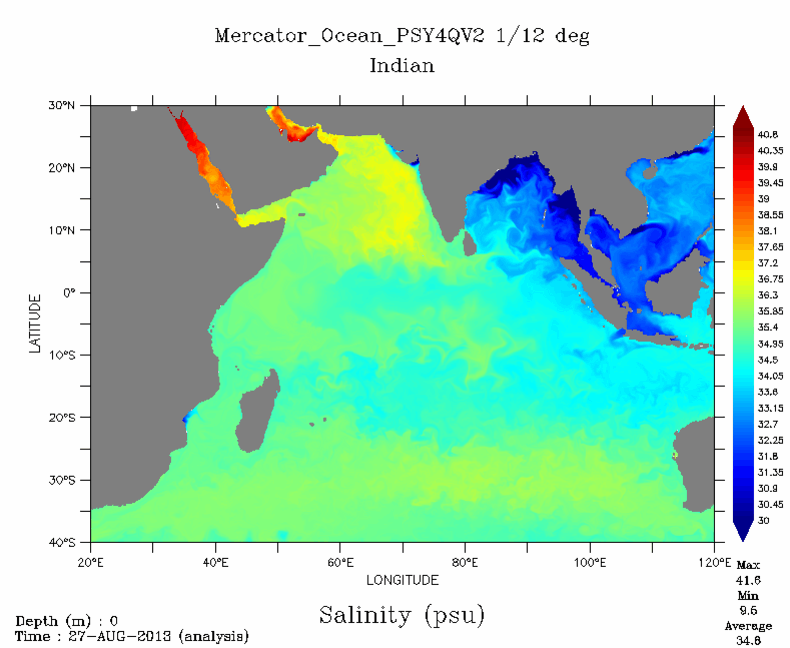 Mercator_Ocean_PSY4QV2 1/12 deg
Indian
30°N
20°N
10°N
0°
10°S
20°S
30°S
40°S
LATITUDE
20°E 40°E 60°E 80°E 100°E 120°E
LONGITUDE
40.8
40.35
39.9
39.45
39
38.55
38.1
37.65
37.2
36.75
36.3
35.85
35.4
34.95
34.5
34.05
33.6
33.15
32.7
32.25
31.8
31.35
30.9
30.45
30
Max
41.6
Min
9.5
Average
34.6
Salinity (psu)
Depth (m) : 0
Time : 27-AUG-2013 (analysis)